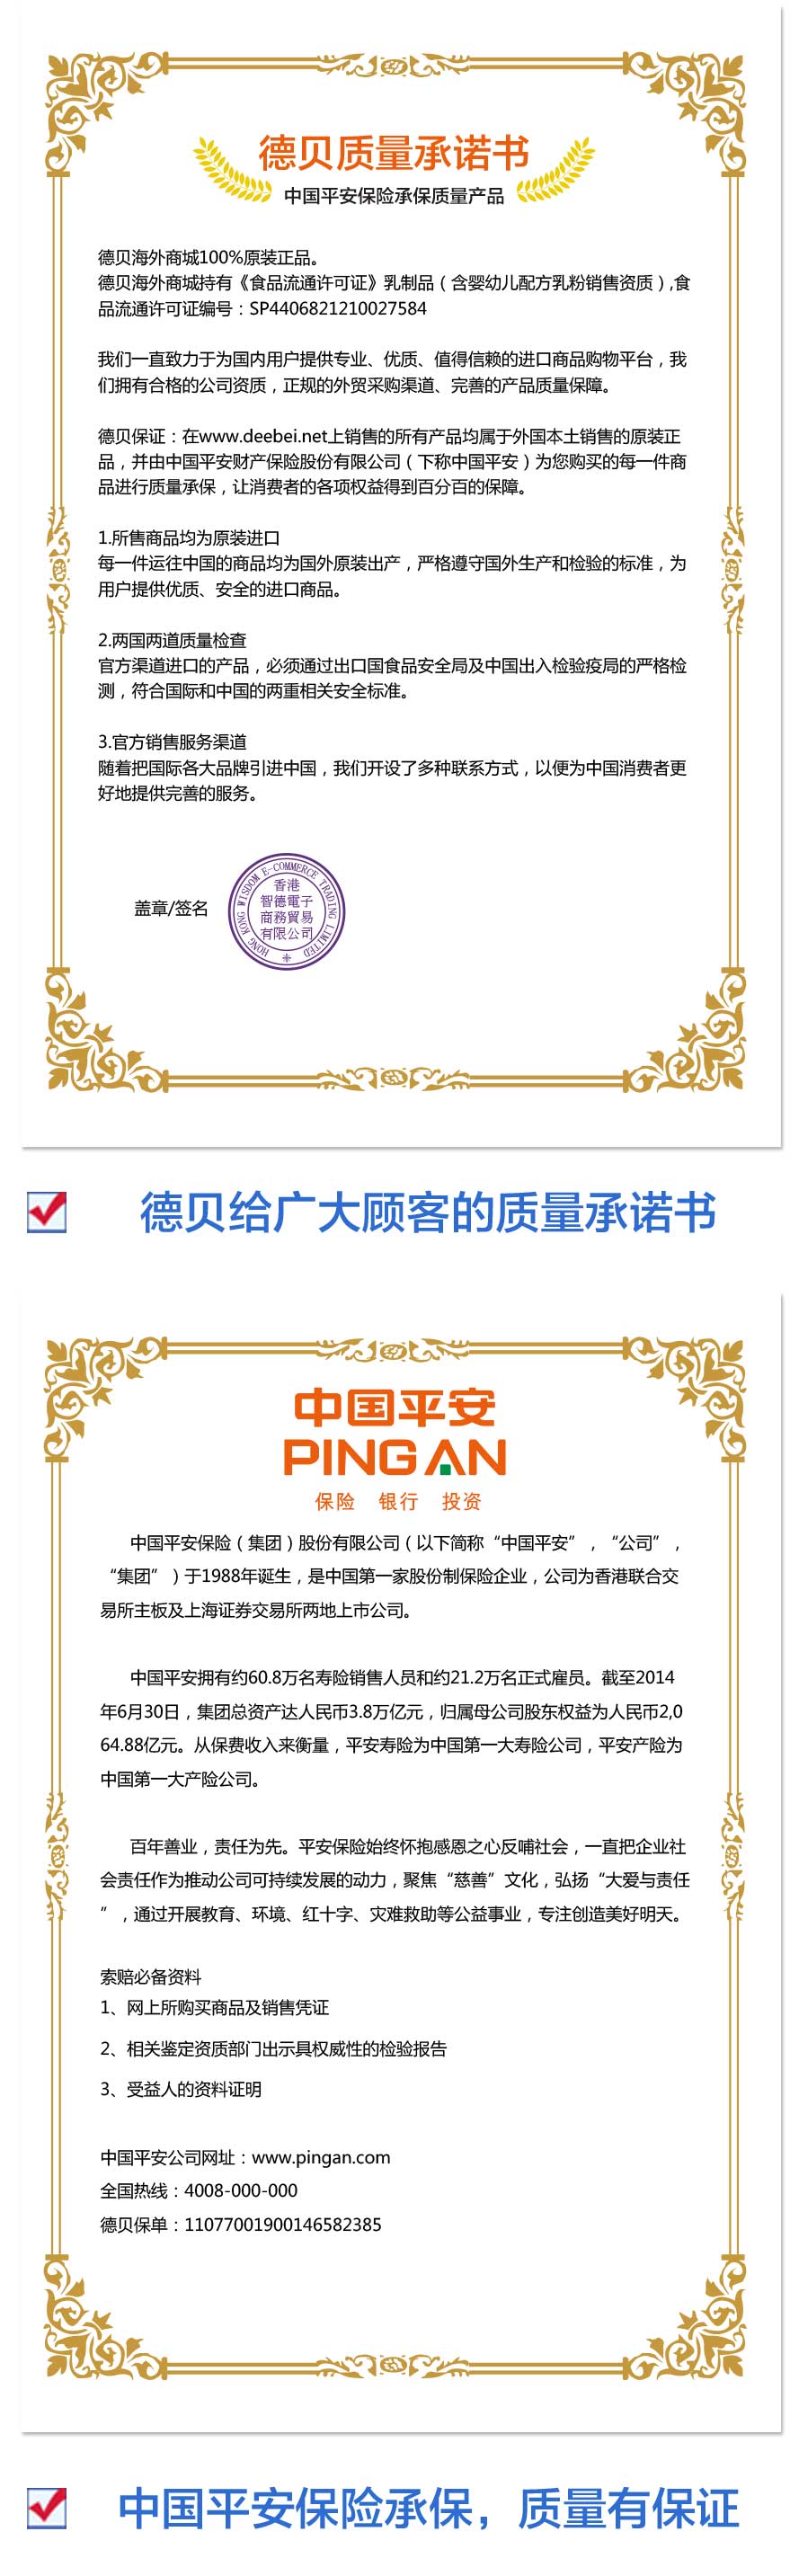 德贝质量承诺书
中国平安保险承保质量产品
德贝海外商城100%原装正品。
德贝海外商城持有《食品流通许可证》乳制品（含婴幼儿配方乳粉销售资质）,食
品流通许可证编号：SP4406821210027584
我们一直致力于为国内用户提供专业、优质、值得信赖的进口商品购物平台，我
们拥有合格的公司资质，正规的外贸采购渠道、完善的产品质量保障。
德贝保证：在www.deebei.net上销售的所有产品均属于外国本土销售的原装正
品，并由中国平安财产保险股份有限公司（下称中国平安）为您购买的每一件商
品进行质量承保，让消费者的各项权益得到百分百的保障。
1.所售商品均为原装进口
每一件运往中国的商品均为国外原装出产，严格遵守国外生产和检验的标准，为
用户提供优质、安全的进口商品。
2.两国两道质量检查
官方渠道进口的产品，必须通过出口国食品安全局及中国出入检验疫局的严格检
测，符合国际和中国的两重相关安全标准。
3.官方销售服务渠道
随着把国际各大品牌引进中国，我们开设了多种联系方式，以便为中国消费者更
好地提供完善的服务。
盖章/签名
HONG KONG WISDOM E-COMMERCE TRADING LIMITED
香港
智德電子
商務貿易
有限公司
德贝给广大顾客的质量承诺书
中国平安
PING AN
保险 银行 投资
中国平安保险（集团）股份有限公司（以下简称“中国平安”，“公司”，
“集团”）于1988年诞生，是中国第一家股份制保险企业，公司为香港联合交
易所主板及上海证券交易所两地上市公司。
中国平安拥有约60.8万名寿险销售人员和约21.2万名正式雇员。截至2014
年6月30日，集团总资产达人民币3.8万亿元，归属母公司股东权益为人民币2,0
64.88亿元。从保费收入来衡量，平安寿险为中国第一大寿险公司，平安产险为
中国第一大产险公司。
百年善业，责任为先。平安保险始终怀抱感恩之心反哺社会，一直把企业社
会责任作为推动公司可持续发展的动力，聚焦“慈善”文化，弘扬“大爱与责任
”，通过开展教育、环境、红十字、灾难救助等公益事业，专注创造美好明天。
索赔必备资料
1、网上所购买商品及销售凭证
2、相关鉴定资质部门出示具权威性的检验报告
3、受益人的资料证明
中国平安公司网址：www.pingan.com
全国热线：4008-000-000
德贝保单：11077001900146582385
中国平安保险承保，质量有保证